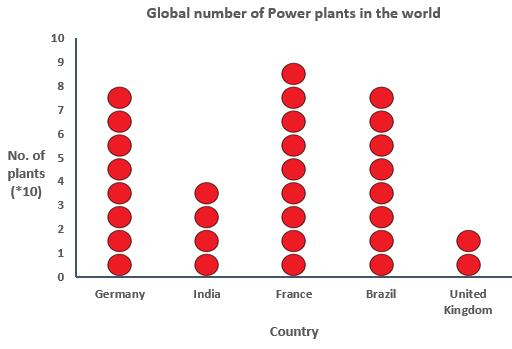 Global number of Power plants in the world
10
9
8
7
6
5
4
3
2
1
0
No. of
plants
(*10)
Germany
India
France
Brazil
United
Kingdom
Country